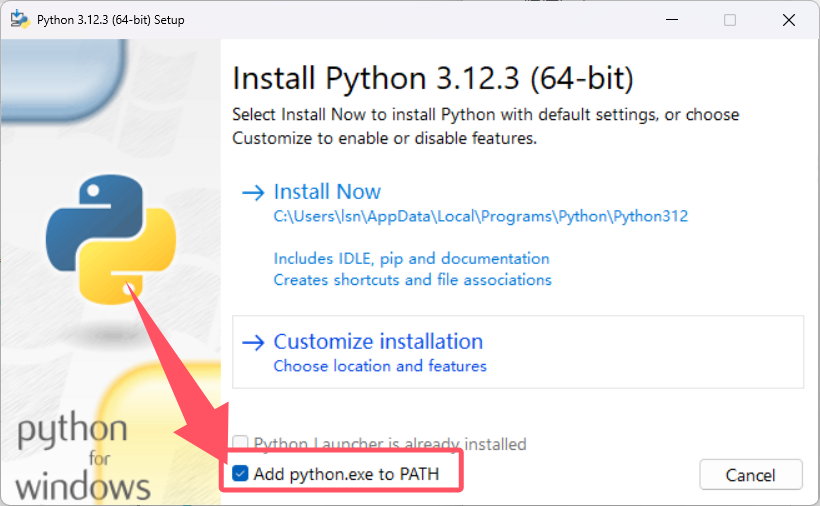 Python 3.12.3 (64-bit) Setup
Install Python 3.12.3 (64-bit)
Select Install Now to install Python with default settings, or choose
Customize to enable or disable features.
Install Now
C:\Users\lsn\AppData\Local\Programs\Python\Python312
Includes IDLE, pip and documentation
Creates shortcuts and file associations
Customize installation
Choose location and features
Python Launcher is already installed
Add python.exe to PATH
Cancel
python
for
windows